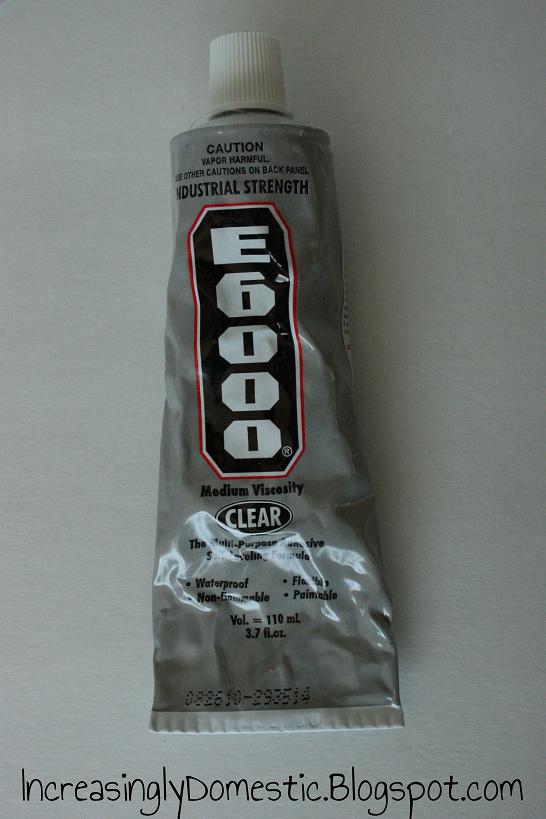 CAUTION
VAPOR HARMFUL.
OTHER CAUTIONS ON BACK PANEL
INDUSTRIAL STRENGTH
E6000®
Medium Viscosity
CLEAR
The Multi-Purpose Adhesive
Self-Leveling Formula
• Waterproof • Flexible
• Non-flammable • Paintable
Vol. = 110 mL
3.7 fl.oz.
IncreasinglyDomestic.Blogspot.com